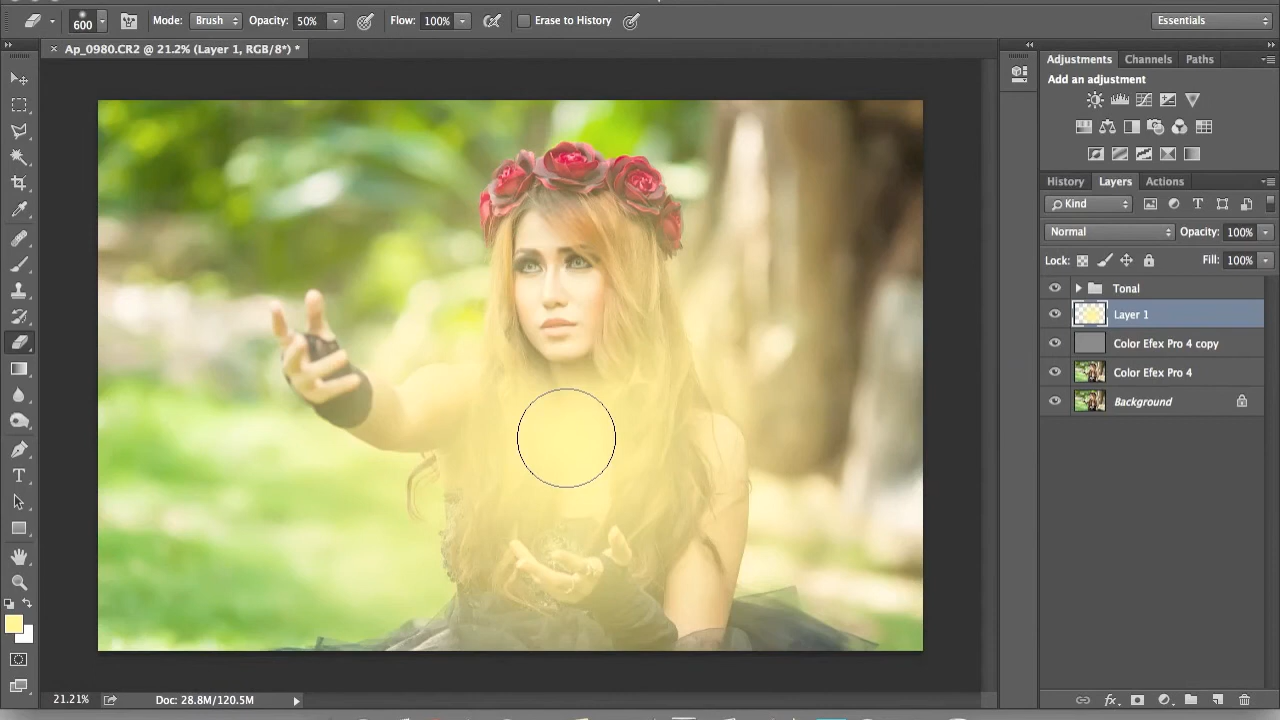 600 Mode: Brush Opacity: 50% Flow: 100% Erase to History Essentials
× Ap_0980.CR2 @ 21.2% (Layer 1, RGB/8*) *
Adjustments Channels Paths
Add an adjustment
History Layers Actions
Kind
Normal Opacity: 100%
Lock: Fill: 100%
Tonal
Layer 1
Color Efex Pro 4 copy
Color Efex Pro 4
Background
21.21% Doc: 28.8M/120.5M